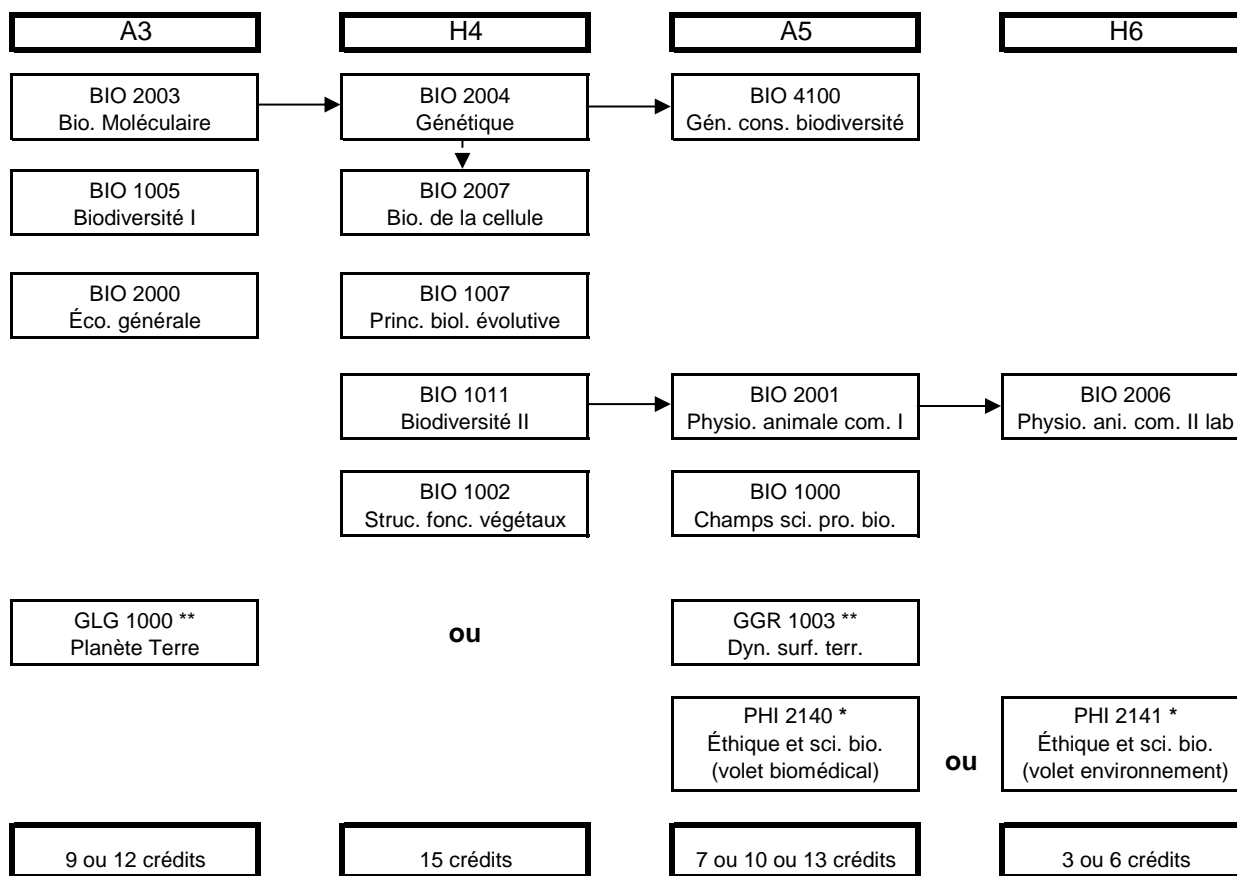 A3
H4
A5
H6
BIO 2003
Bio. Moléculaire
BIO 2004
Génétique
BIO 4100
Gén. cons. biodiversité
BIO 1005
Biodiversité I
BIO 2007
Bio. de la cellule
BIO 2000
Éco. générale
BIO 1007
Princ. biol. évolutive
BIO 1011
Biodiversité II
BIO 2001
Physio. animale com. I
BIO 2006
Physio. ani. com. II lab
BIO 1002
Struc. fonc. végétaux
BIO 1000
Champs sci. pro. bio.
GLG 1000 **
Planète Terre
ou
GGR 1003 **
Dyn. surf. terr.
PHI 2140 *
Éthique et sci. bio.
(volet biomédical)
ou
PHI 2141 *
Éthique et sci. bio.
(volet environnement)
9 ou 12 crédits
15 crédits
7 ou 10 ou 13 crédits
3 ou 6 crédits